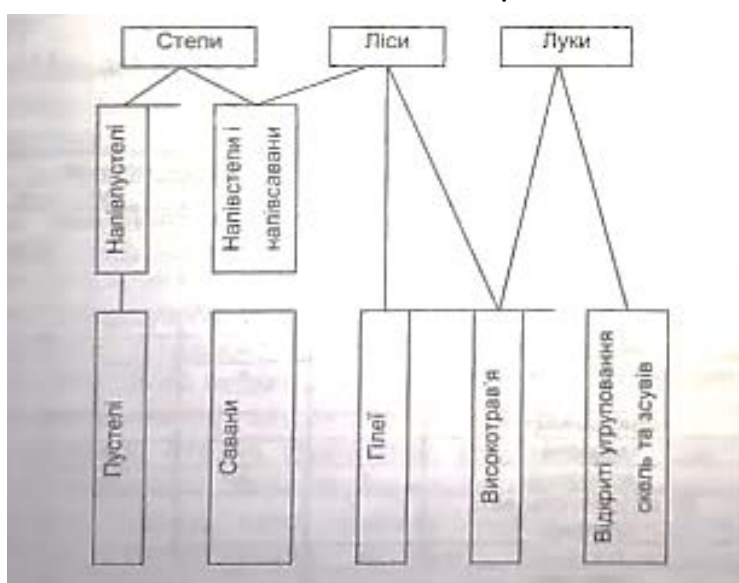 Степи
Ліси
Луки
Напівпустелі
Напівстепи і
напівсавани
Пустелі
Савани
Гілеї
Високотрав'я
Відкриті угруповання
скель та зсувів